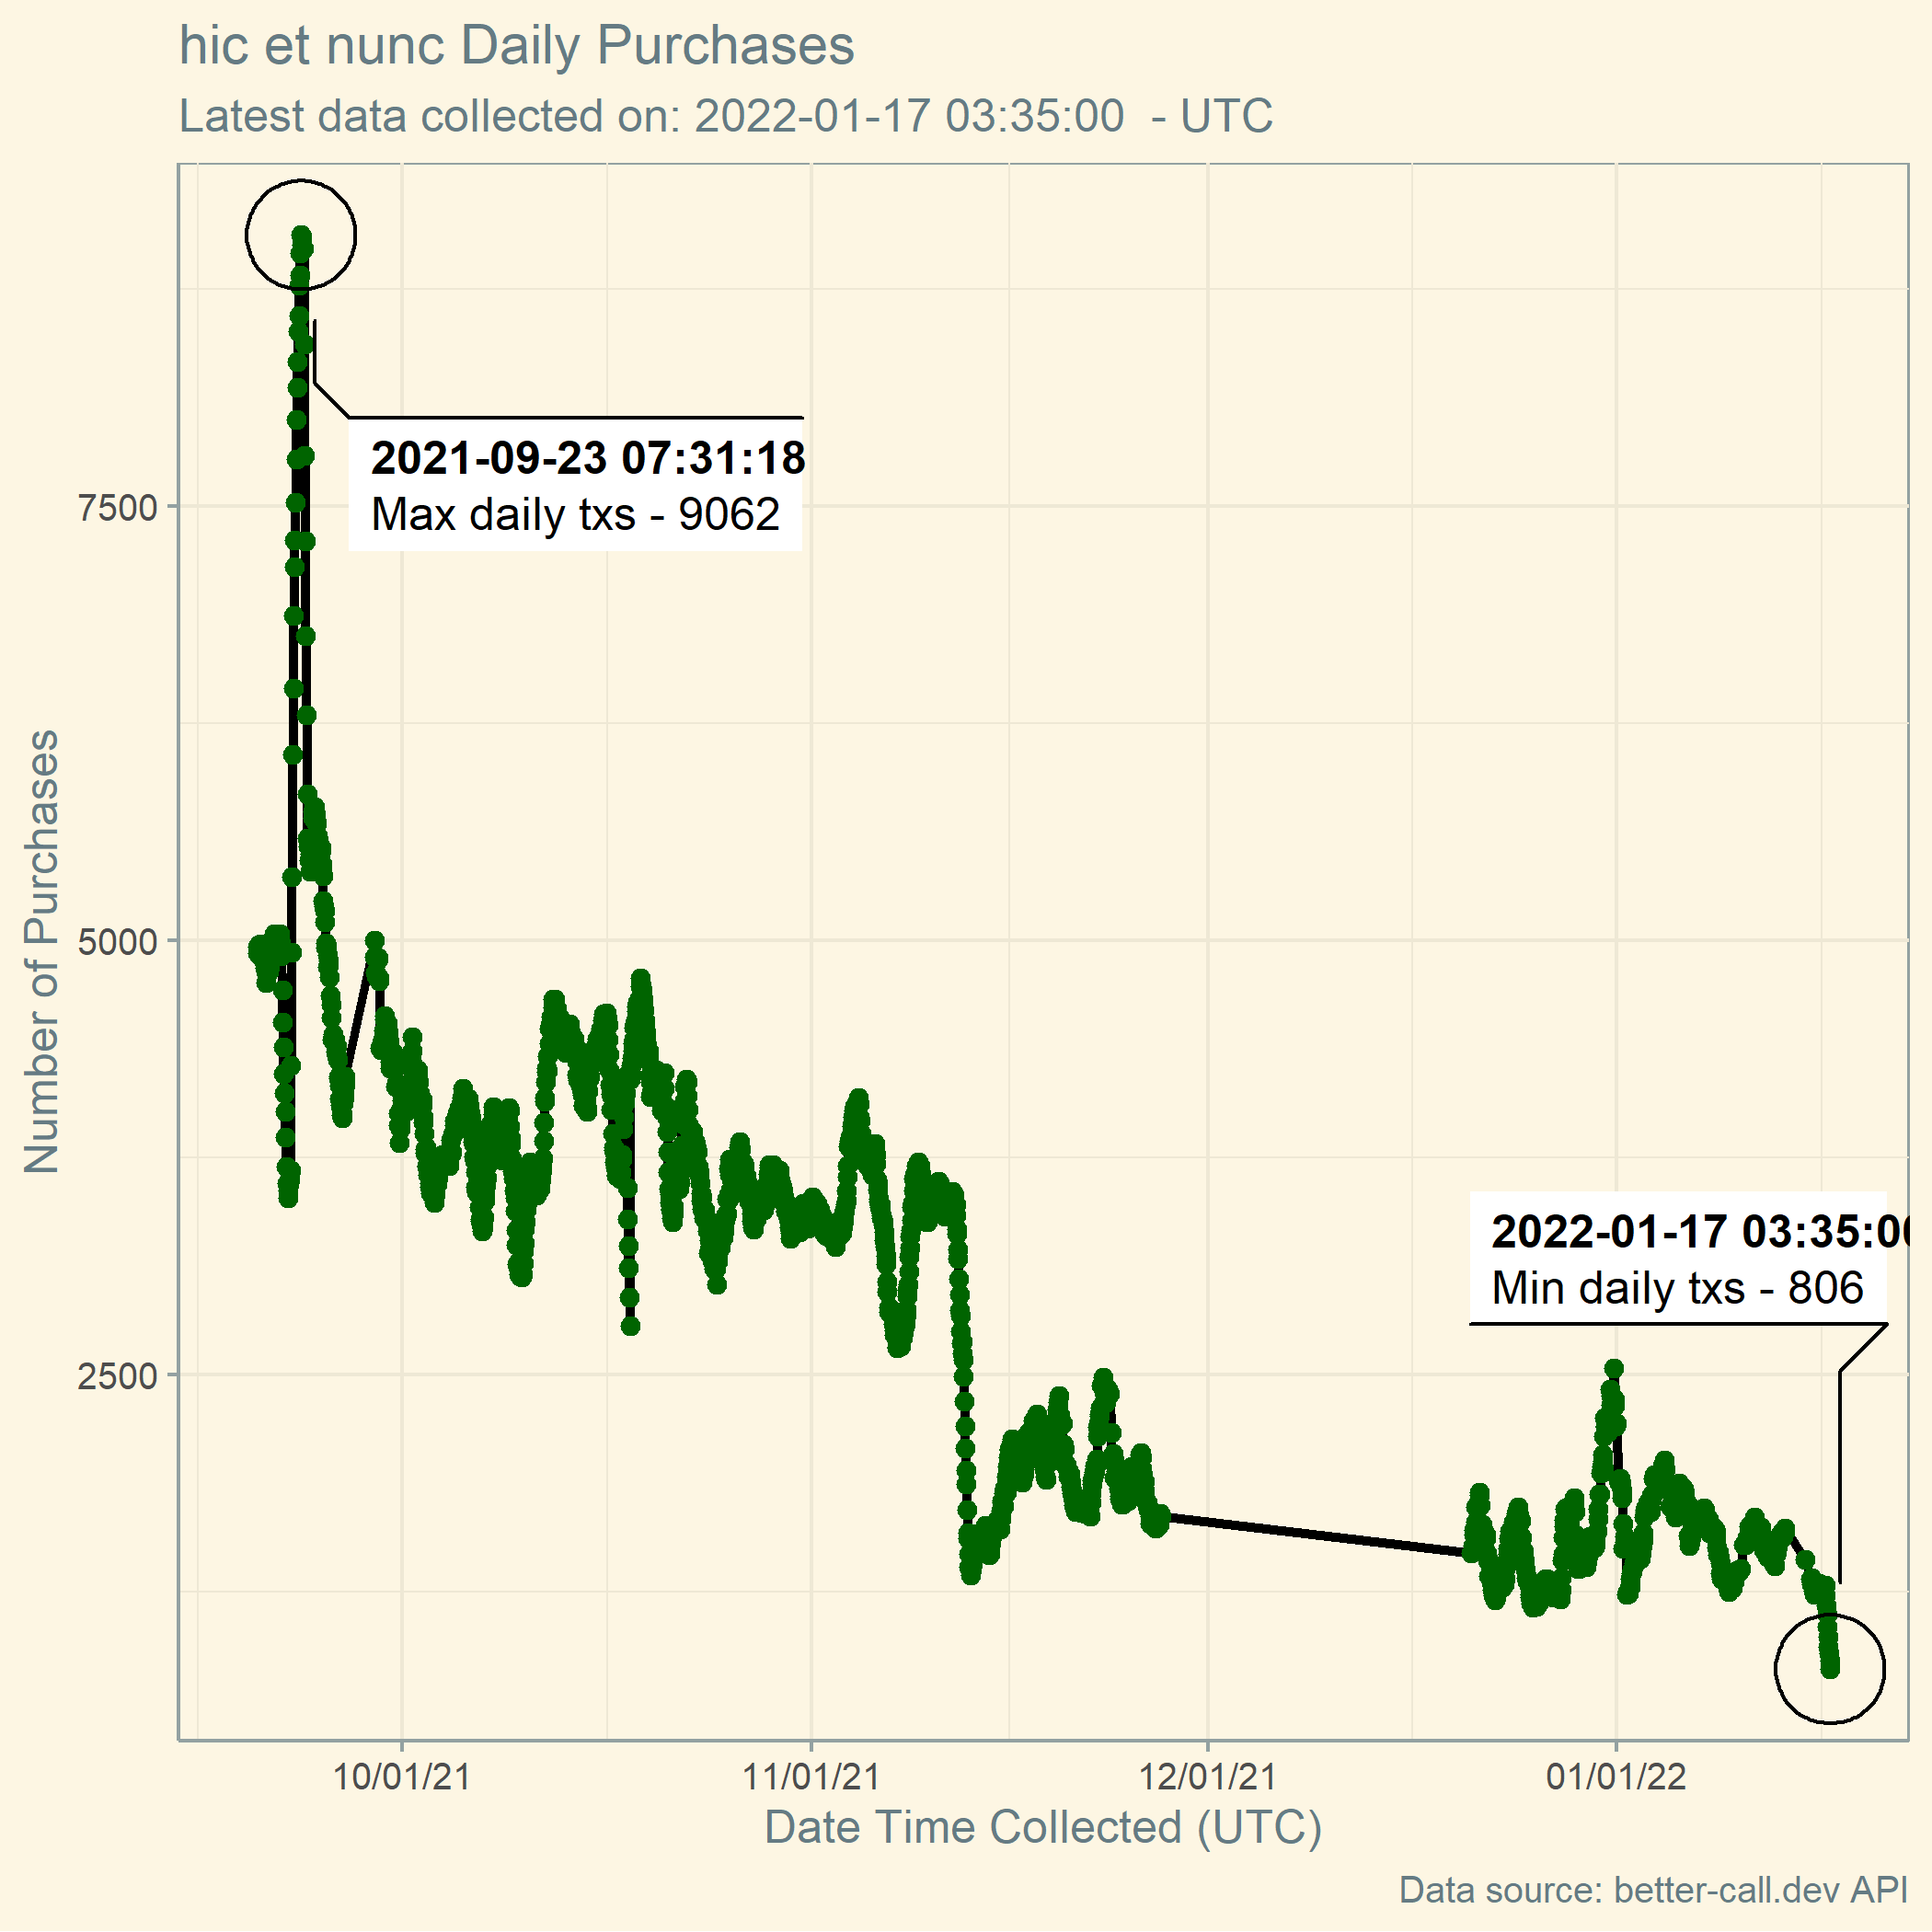 hic et nunc Daily Purchases
Latest data collected on: 2022-01-17 03:35:00 - UTC
2021-09-23 07:31:18
Max daily txs - 9062
7500
5000
2500
Number of Purchases
2022-01-17 03:35:00
Min daily txs - 806
10/01/21
11/01/21
12/01/21
01/01/22
Date Time Collected (UTC)
Data source: better-call.dev API